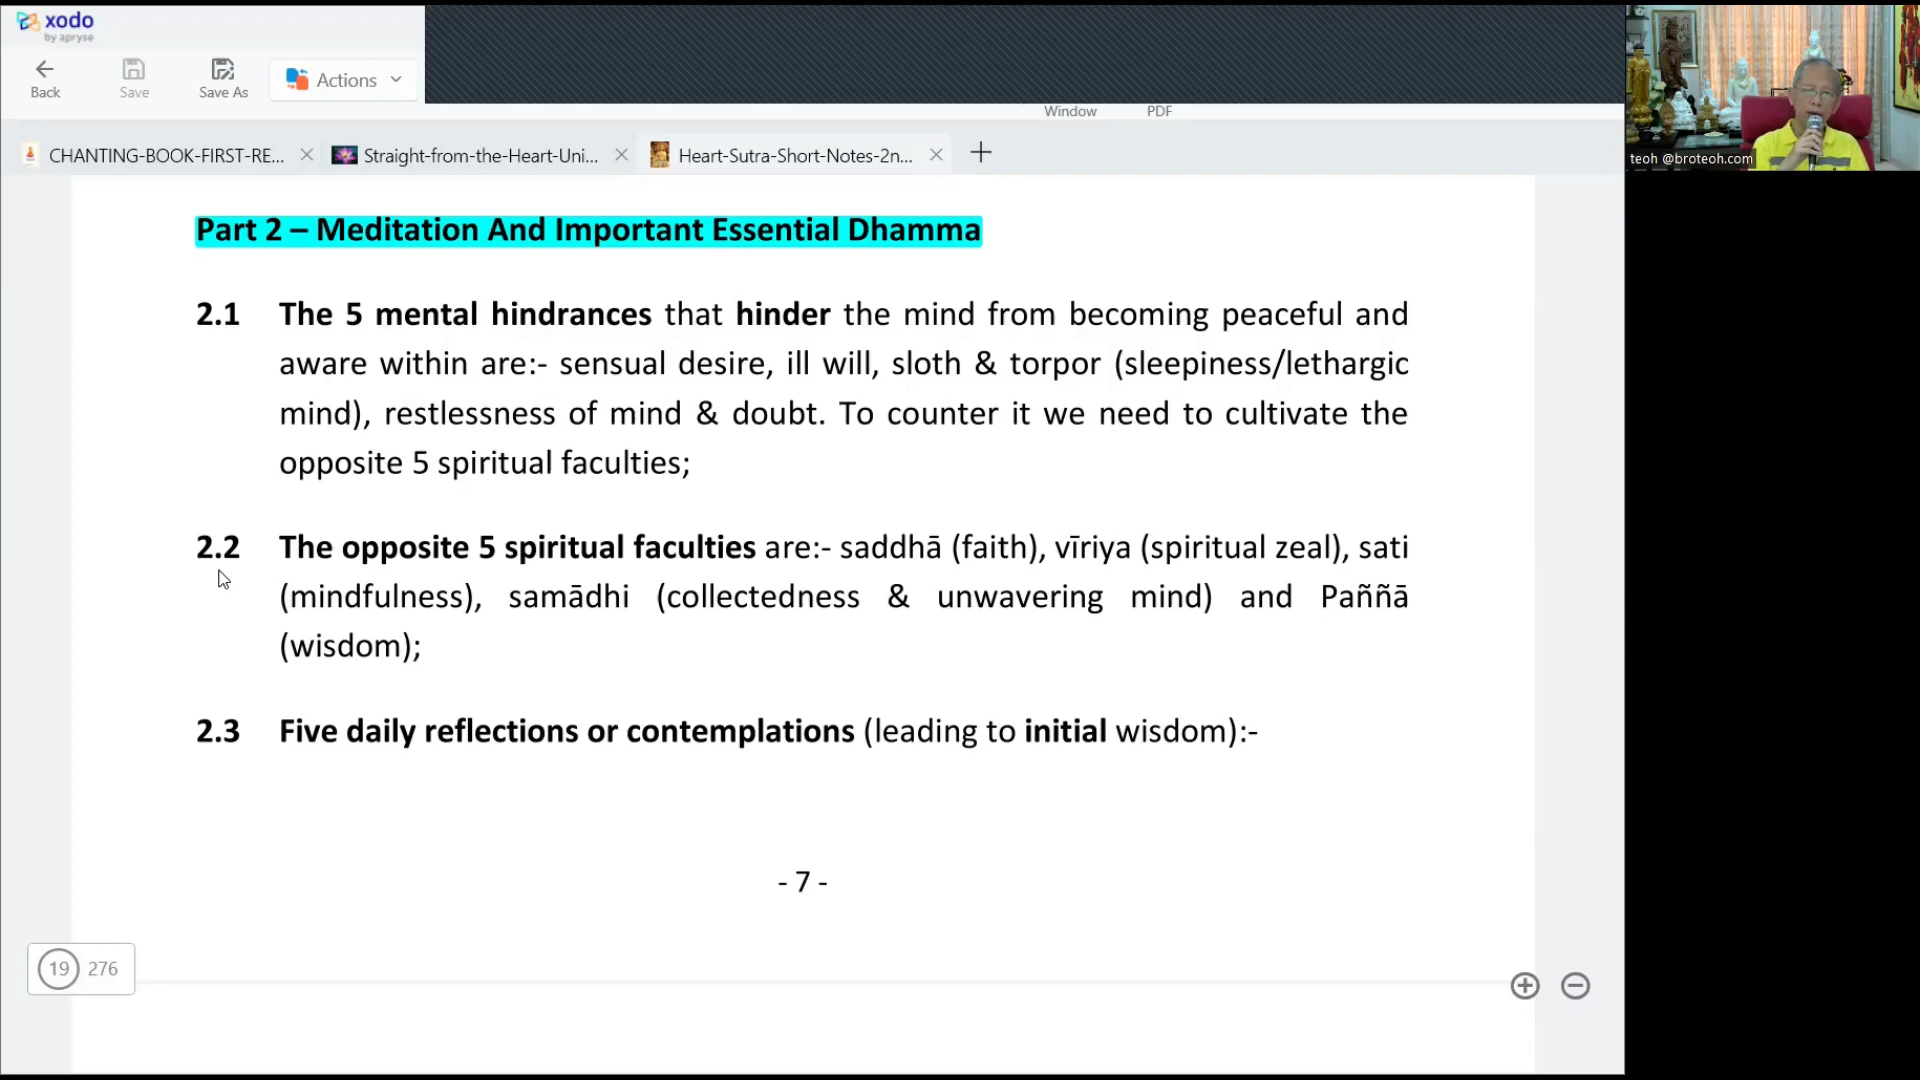 xodo
by apryse
Back
Save
Save As
Actions
Window
PDF
CHANTING-BOOK-FIRST-RE...
Straight-from-the-Heart-Uni...
Heart-Sutra-Short-Notes-2n...
teoh @broteoh.com
Part 2 – Meditation And Important Essential Dhamma
2.1 The 5 mental hindrances that hinder the mind from becoming peaceful and
aware within are:- sensual desire, ill will, sloth & torpor (sleepiness/lethargic
mind), restlessness of mind & doubt. To counter it we need to cultivate the
opposite 5 spiritual faculties;
2.2 The opposite 5 spiritual faculties are:- saddhā (faith), vīriya (spiritual zeal), sati
(mindfulness), samādhi (collectedness & unwavering mind) and Paññā
(wisdom);
2.3 Five daily reflections or contemplations (leading to initial wisdom):-
- 7 -
19 276